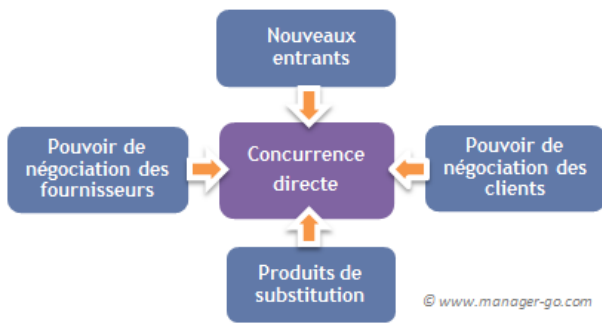 Nouveaux
entrants
Pouvoir de
négociation des
fournisseurs
Concurrence
directe
Pouvoir de
négociation des
clients
Produits de
substitution
© www.manager-go.com